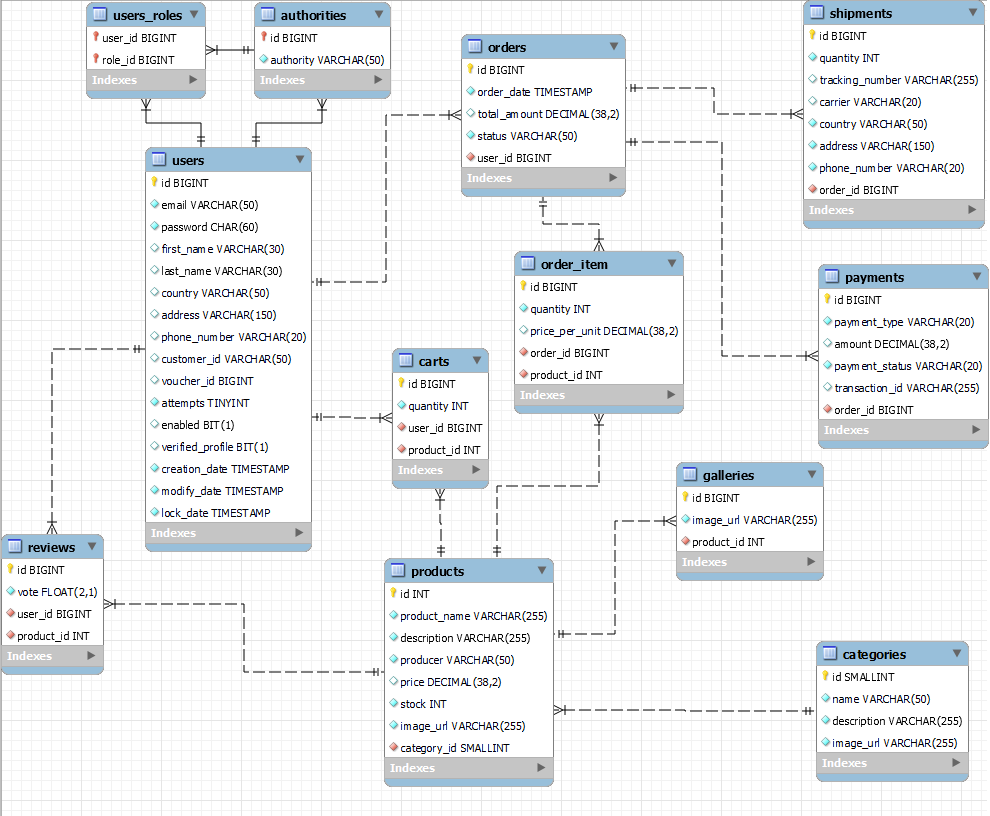 users_roles
user_id BIGINT
role_id BIGINT
Indexes
authorities
id BIGINT
authority VARCHAR(50)
Indexes
orders
id BIGINT
order_date TIMESTAMP
total_amount DECIMAL(38,2)
status VARCHAR(50)
user_id BIGINT
Indexes
shipments
id BIGINT
quantity INT
tracking_number VARCHAR(255)
carrier VARCHAR(20)
country VARCHAR(50)
address VARCHAR(150)
phone_number VARCHAR(20)
order_id BIGINT
Indexes
users
id BIGINT
email VARCHAR(50)
password CHAR(60)
first_name VARCHAR(30)
last_name VARCHAR(30)
country VARCHAR(50)
address VARCHAR(150)
phone_number VARCHAR(20)
customer_id VARCHAR(50)
voucher_id BIGINT
attempts TINYINT
enabled BIT(1)
verified_profile BIT(1)
creation_date TIMESTAMP
modify_date TIMESTAMP
lock_date TIMESTAMP
Indexes
order_item
id BIGINT
quantity INT
price_per_unit DECIMAL(38,2)
order_id BIGINT
product_id INT
Indexes
payments
id BIGINT
payment_type VARCHAR(20)
amount DECIMAL(38,2)
payment_status VARCHAR(20)
transaction_id VARCHAR(255)
order_id BIGINT
Indexes
carts
id BIGINT
quantity INT
user_id BIGINT
product_id INT
Indexes
galleries
id BIGINT
image_url VARCHAR(255)
product_id INT
Indexes
reviews
id BIGINT
vote FLOAT(2,1)
user_id BIGINT
product_id INT
Indexes
products
id INT
product_name VARCHAR(255)
description VARCHAR(255)
producer VARCHAR(50)
price DECIMAL(38,2)
stock INT
image_url VARCHAR(255)
category_id SMALLINT
Indexes
categories
id SMALLINT
name VARCHAR(50)
description VARCHAR(255)
image_url VARCHAR(255)
Indexes